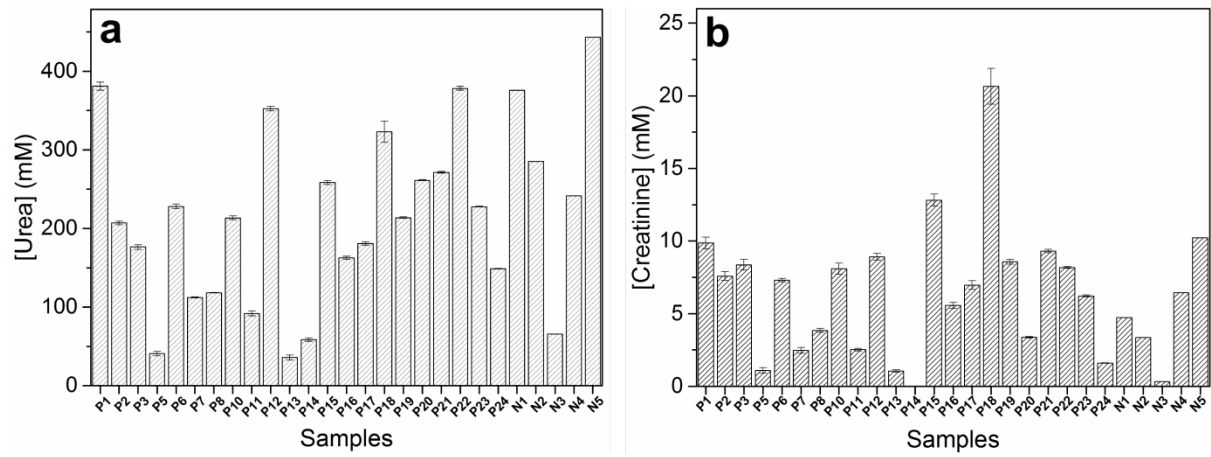 a
[Urea] (mM)
400
300
200
100
0
P1 P2 P3 P5 P6 P7 P8 P10 P11 P12 P13 P14 P15 P16 P17 P18 P19 P20 P21 P22 P23 P24 N1 N2 N3 N4 N5
Samples
b
[Creatinine] (mM)
25
20
15
10
5
0
P1 P2 P3 P5 P6 P7 P8 P10 P11 P12 P13 P14 P15 P16 P17 P18 P19 P20 P21 P22 P23 P24 N1 N2 N3 N4 N5
Samples